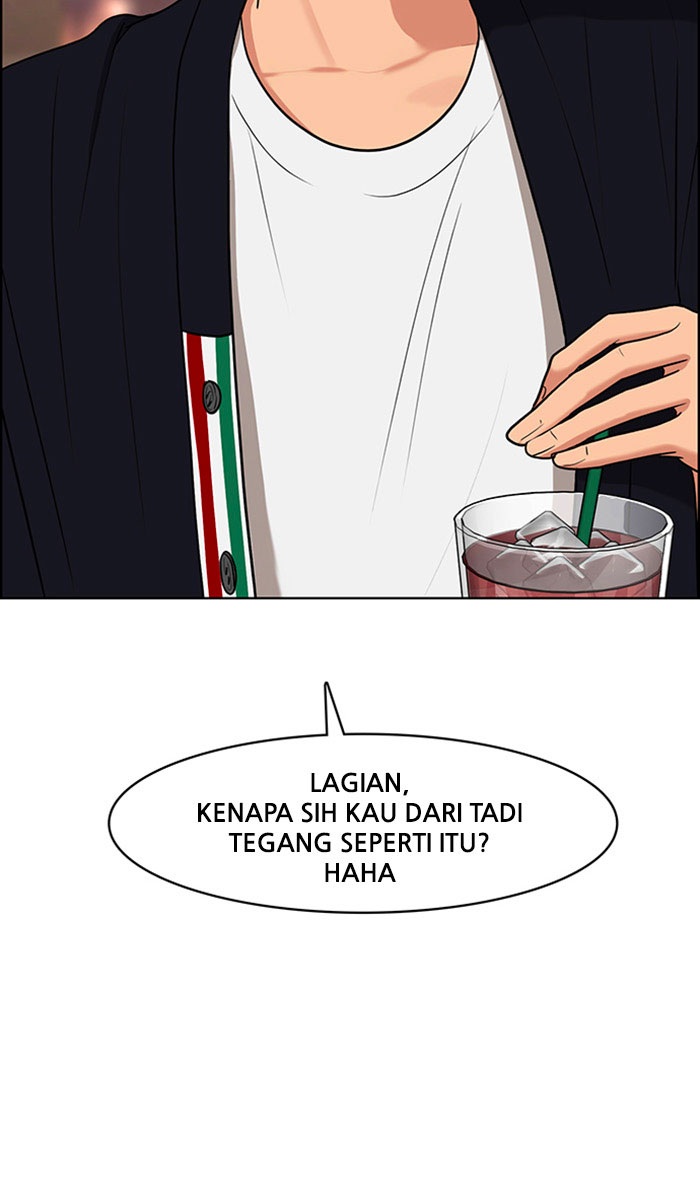 LAGIAN,
KENAPA SIH KAU DARI TADI
TEGANG SEPERTI ITU?
HAHA